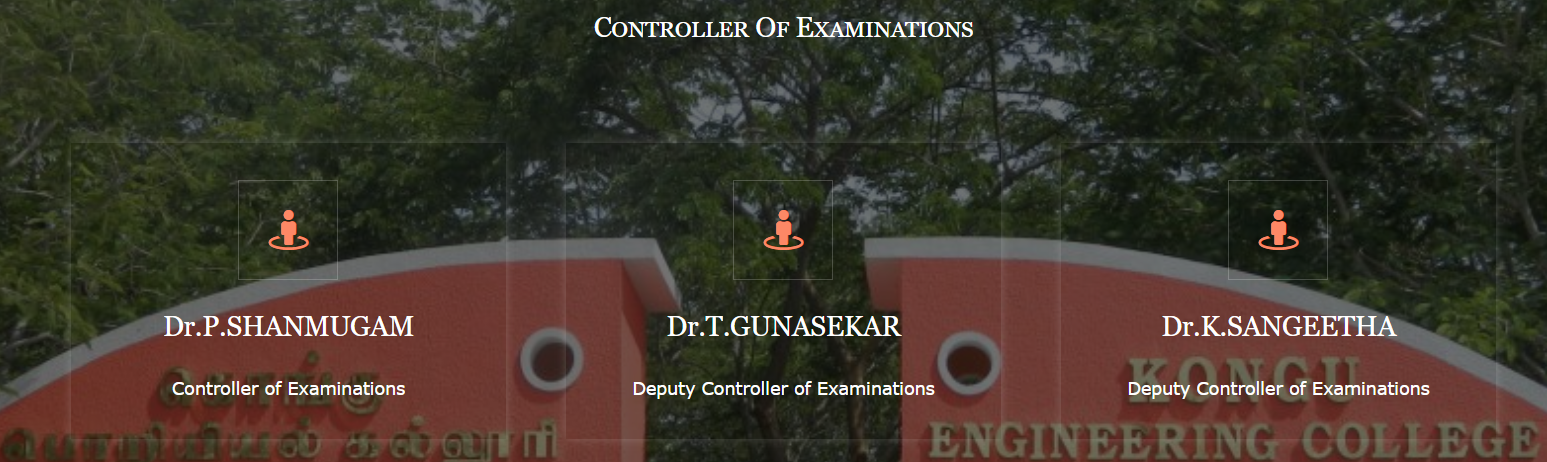 Controller Of Examinations
Dr.P.SHANMUGAM
Dr.T.GUNASEKAR
Dr.K.SANGEETHA
Controller of Examinations
Deputy Controller of Examinations
Deputy Controller of Examinations
கொங்கு
பொறியியல் கல்லூரி
KONGU
ENGINEERING COLLEGE